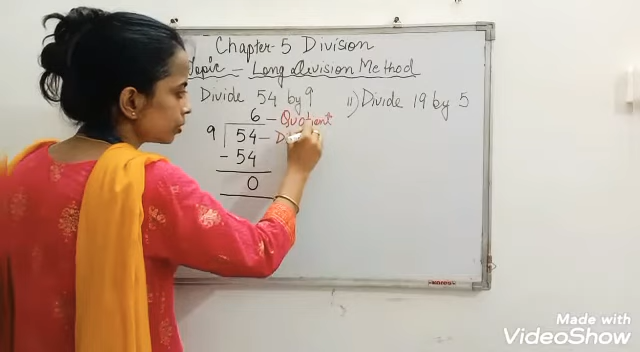 Chapter-5 Division
Topic - Long Division Method
Divide 54 by 9
ii) Divide 19 by 5
6 - Quotient
9 54 - Di
- 54
0
Made with
VideoShow